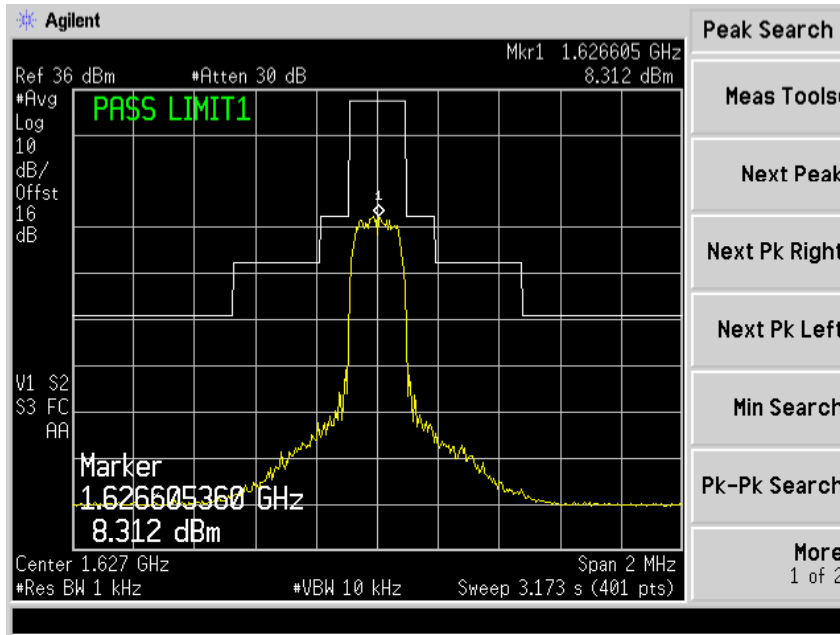 Agilent
Peak Search
Mkr1 1.626605 GHz
Ref 36 dBm #Atten 30 dB 8.312 dBm
#Avg
Log
10
dB/
Offst
16
dB
PASS LIMIT1
1
Meas Tools
Next Peak
Next Pk Right
Next Pk Left
V1 S2
S3 FC
AA
Min Search
Marker
1.626605360 GHz
8.312 dBm
Pk-Pk Search
Center 1.627 GHz Span 2 MHz
#Res BW 1 kHz #VBW 10 kHz Sweep 3.173 s (401 pts)
More
1 of 2